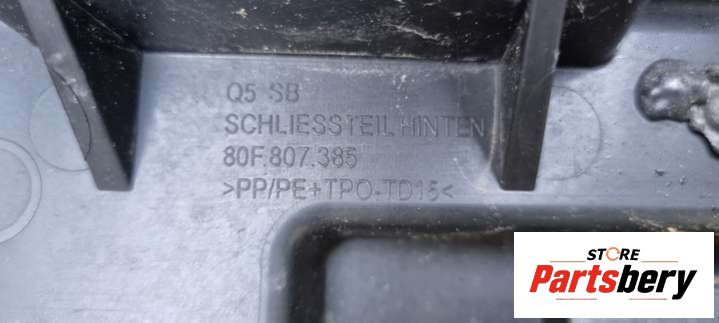 Q5 SB
SCHLIESSTEIL HINTEN
80F.807.385
>PP/PE+TPO-TD15<
STORE
Partsbery